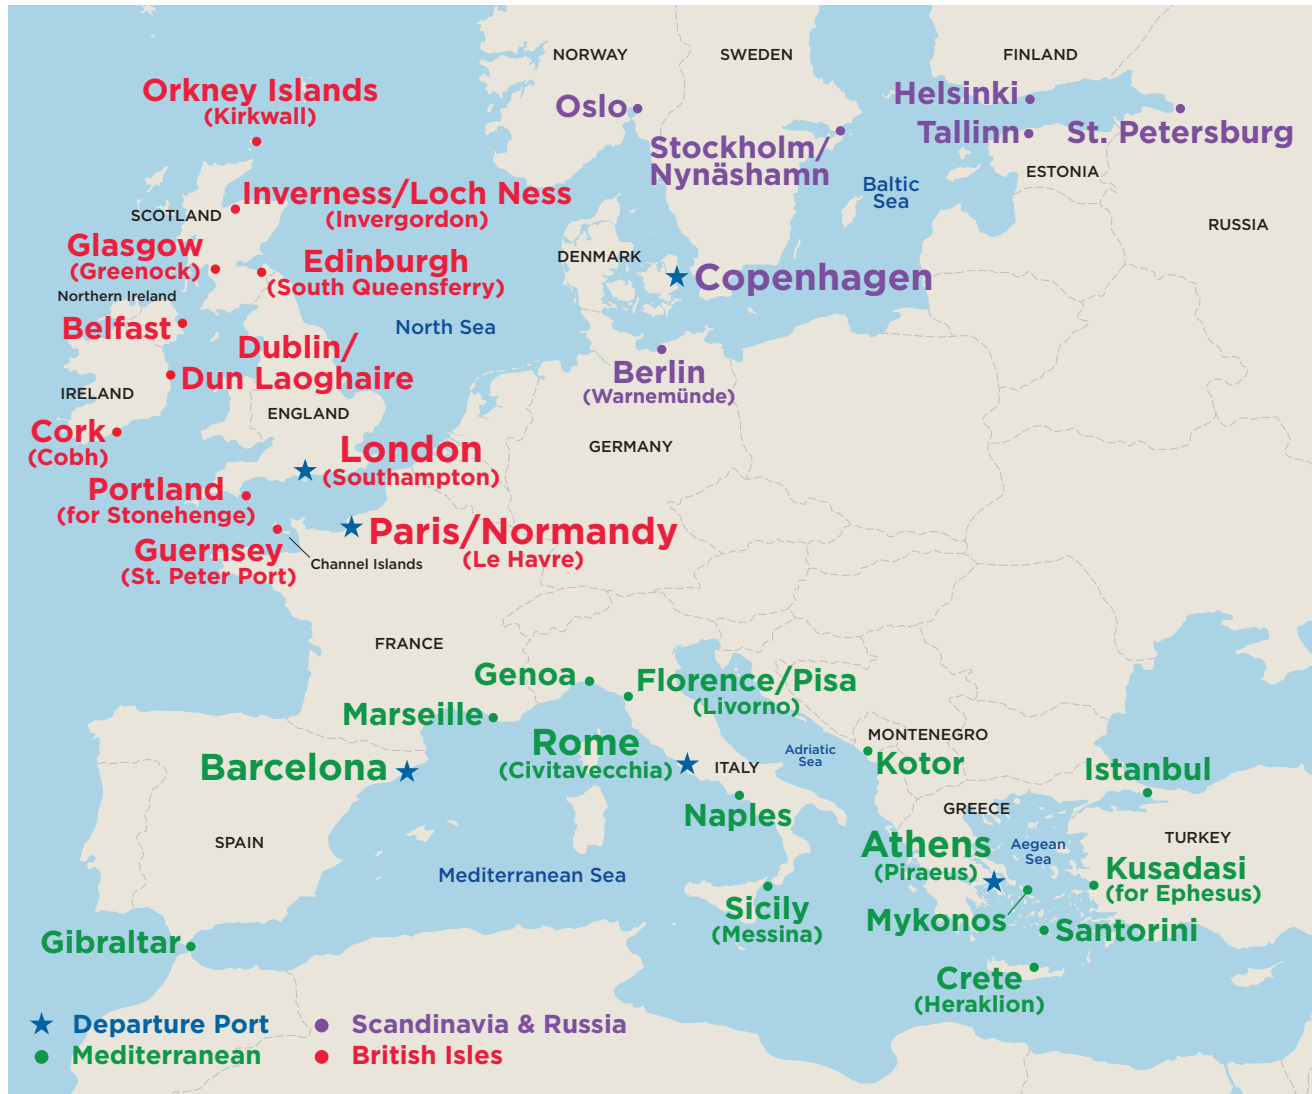 NORWAY
SWEDEN
FINLAND
Orkney Islands
(Kirkwall)
Oslo
Helsinki
Tallinn
St. Petersburg
Stockholm/
Nynäshamn
Baltic
Sea
ESTONIA
RUSSIA
Inverness/Loch Ness
(Invergordon)
SCOTLAND
Glasgow
(Greenock)
Edinburgh
(South Queensferry)
DENMARK
Copenhagen
Northern Ireland
Belfast
North Sea
Dublin/
Dun Laoghaire
Berlin
(Warnemünde)
IRELAND
ENGLAND
Cork
(Cobh)
London
(Southampton)
GERMANY
Portland
(for Stonehenge)
Guernsey
(St. Peter Port)
Channel Islands
Paris/Normandy
(Le Havre)
FRANCE
Genoa
Florence/Pisa
(Livorno)
Marseille
Rome
(Civitavecchia)
Adriatic
Sea
MONTENEGRO
Kotor
Barcelona
ITALY
Istanbul
Naples
GREECE
SPAIN
TURKEY
Athens
(Piraeus)
Aegean
Sea
Kusadasi
(for Ephesus)
Mediterranean Sea
Sicily
(Messina)
Mykonos
Santorini
Gibraltar
Crete
(Heraklion)
Departure Port
Scandinavia & Russia
Mediterranean
British Isles